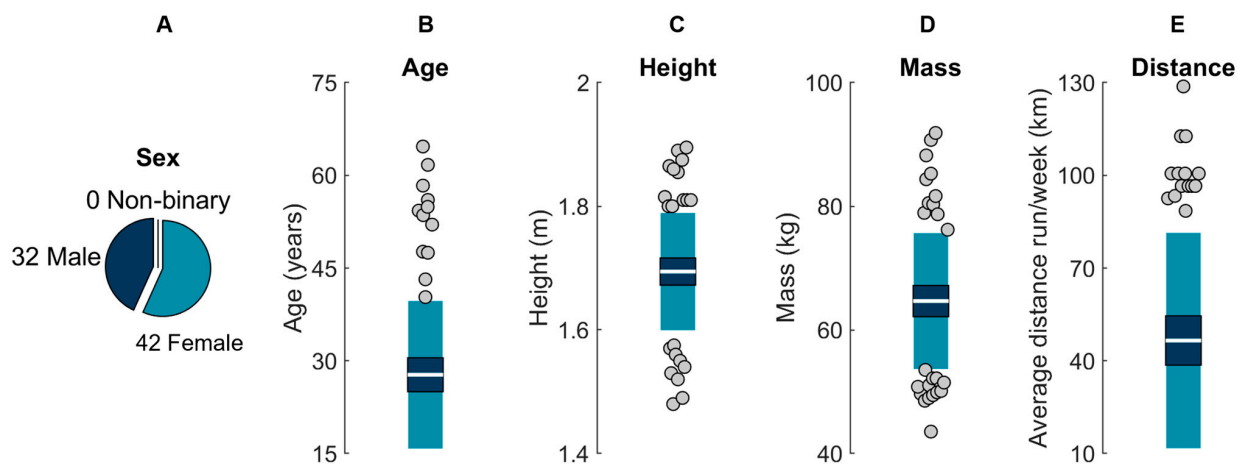 A
B
C
D
E
Sex
0 Non-binary
32 Male
42 Female
Age
Age (years)
75
60
45
30
15
Height
Height (m)
2
1.8
1.6
1.4
Mass
Mass (kg)
100
80
60
40
Distance
Average distance run/week (km)
130
100
70
40
10